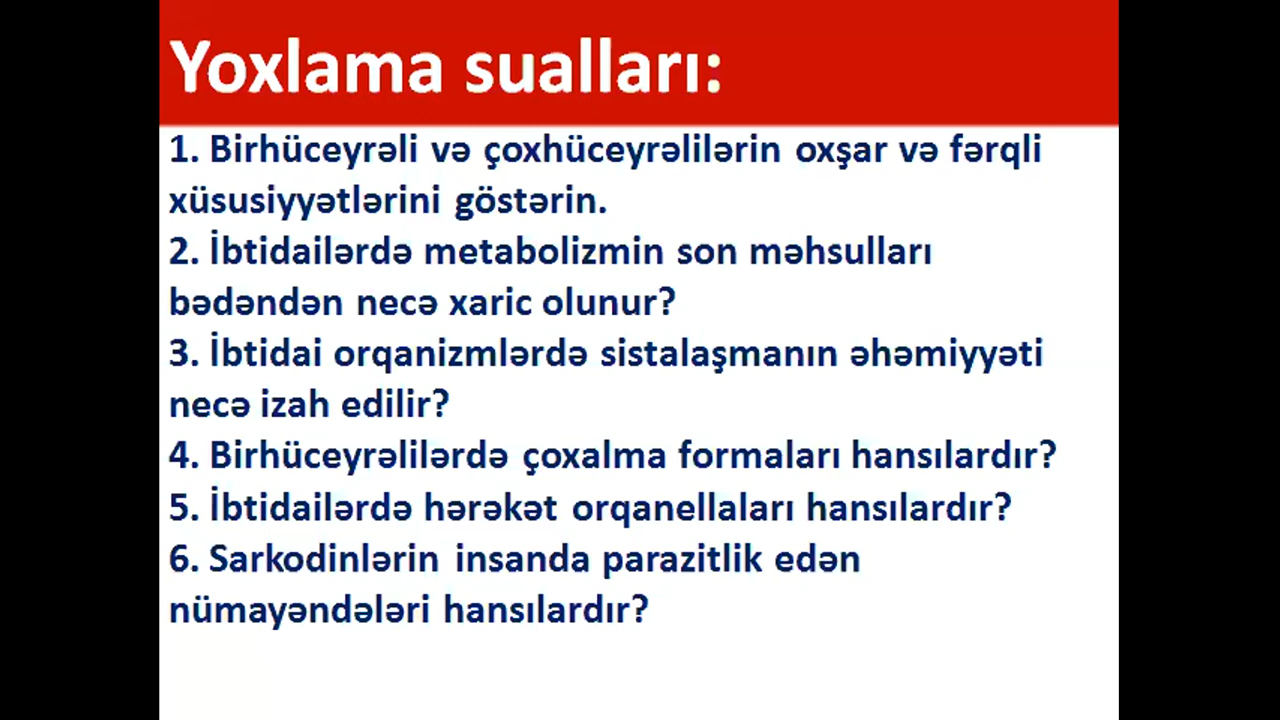 Yoxlama sualları:
1. Birhüceyrəli və çoxhüceyrəlilərin oxşar və fərqli
xüsusiyyətlərini göstərin.
2. İbtidailərdə metabolizmin son məhsulları
bədəndən necə xaric olunur?
3. İbtidai orqanizmlərdə sistalaşmanın əhəmiyyəti
necə izah edilir?
4. Birhüceyrəlilərdə çoxalma formaları hansılardır?
5. İbtidailərdə hərəkət orqanellaları hansılardır?
6. Sarkodinlərin insanda parazitlik edən
nümayəndələri hansılardır?